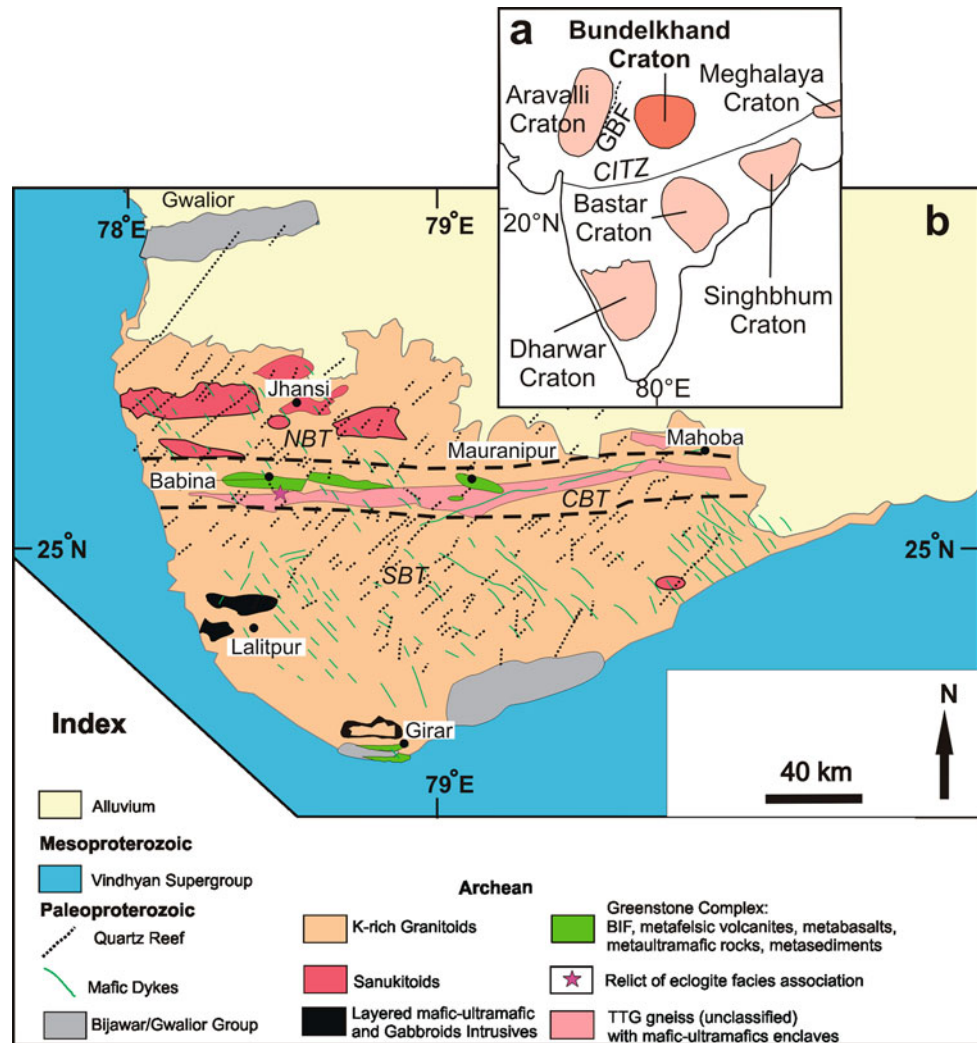 a
Bundelkhand
Craton
Aravalli
Craton
Meghalaya
Craton
GBF
CITZ
20°N
Bastar
Craton
Singhbhum
Craton
Dharwar
Craton
80°E
b
78°E
79°E
Gwalior
Jhansi
NBT
Mauranipur
Mahoba
Babina
CBT
25°N
25°N
SBT
Lalitpur
Girar
79°E
N
40 km
Index
Alluvium
Mesoproterozoic
Vindhyan Supergroup
Paleoproterozoic
Quartz Reef
Mafic Dykes
Bijawar/Gwalior Group
Archean
K-rich Granitoids
Sanukitoids
Layered mafic-ultramafic
and Gabbroids Intrusives
Greenstone Complex:
BIF, metafelsic volcanites, metabasalts,
metaultramafic rocks, metasediments
Relict of eclogite facies association
TTG gneiss (unclassified)
with mafic-ultramafics enclaves